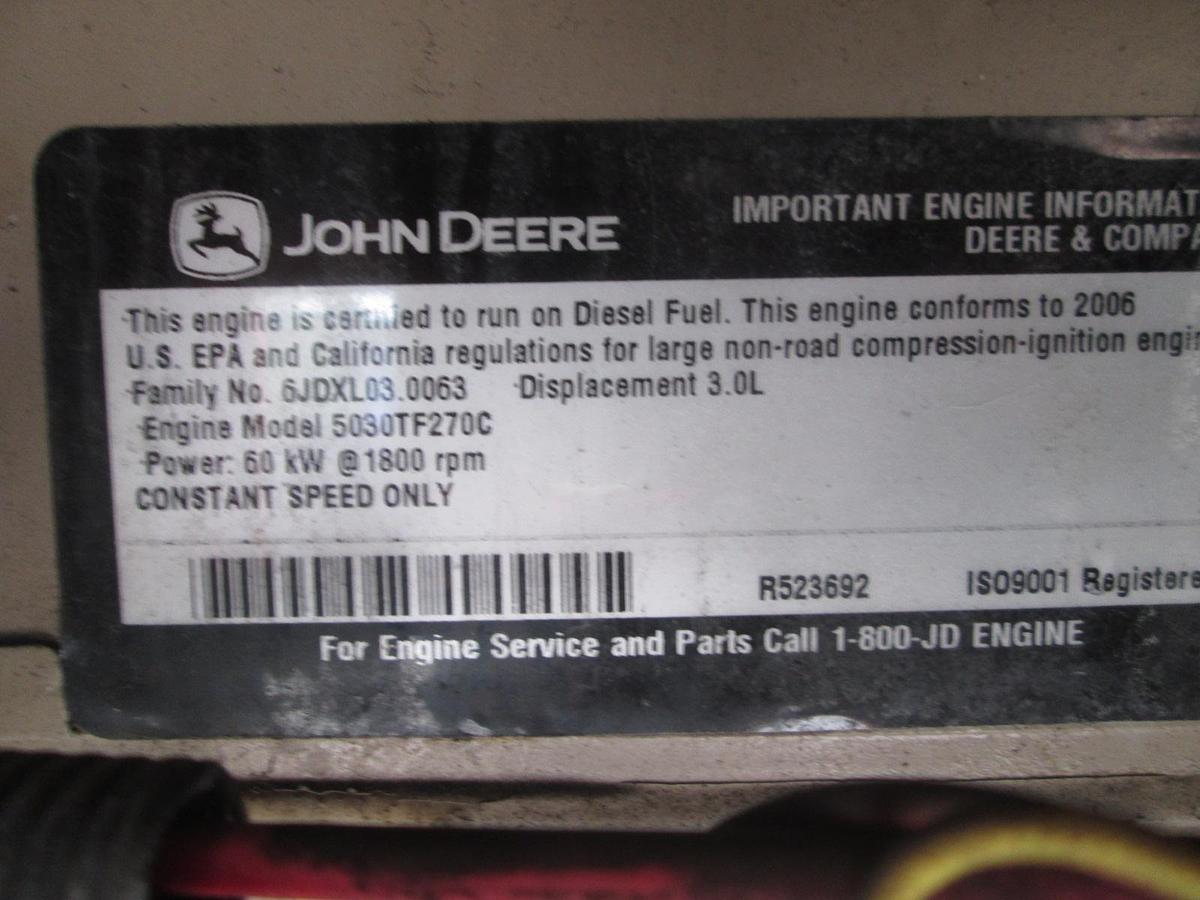 JOHN DEERE
IMPORTANT ENGINE INFORMAT
DEERE & COMPA
This engine is certified to run on Diesel Fuel. This engine conforms to 2006
U.S. EPA and California regulations for large non-road compression-ignition engin
Family No. 6JDXL03.0063 Displacement 3.0L
Engine Model 5030TF270C
Power: 60 kW @1800 rpm
CONSTANT SPEED ONLY
R523692 ISO9001 Registere
For Engine Service and Parts Call 1-800-JD ENGINE